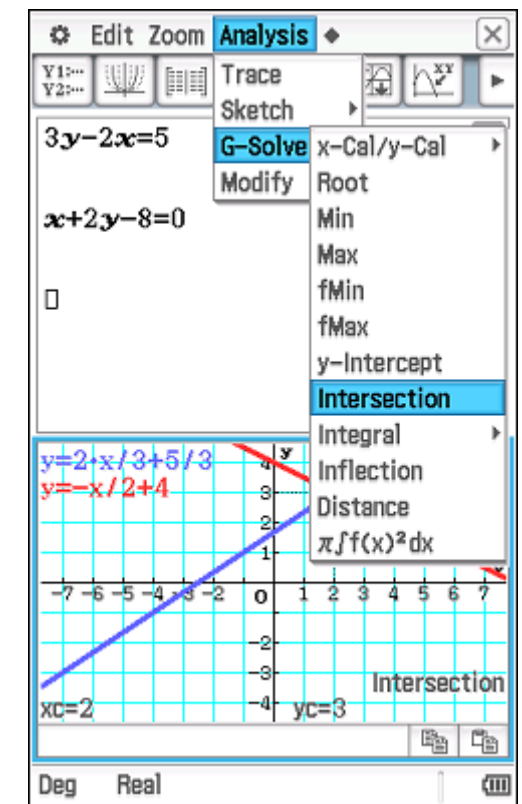 Edit Zoom Analysis
Y1:…
Y2:…
XY
Trace
Sketch
G-Solve
Modify
3y−2x=5
x+2y−8=0
x-Cal/y-Cal
Root
Min
Max
fMin
fMax
y-Intercept
Intersection
Integral
Inflection
Distance
π∫f(x)²dx
y=2·x/3+5/3
y=-x/2+4
y
4
3
2
1
-7 -6 -5 -4 -3 -2 0 1 2 3 4 5 6 7
-2
-3
-4
Intersection
xc=2 yc=3
Deg Real